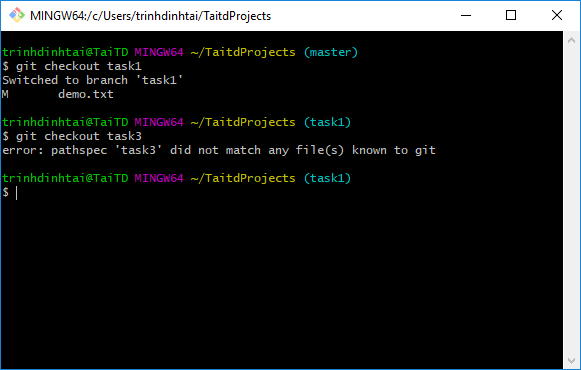 MINGW64:/c/Users/trinhdinhtai/TaitdProjects
trinhdinhtai@TaiTD MINGW64 ~/TaitdProjects (master)
$ git checkout task1
Switched to branch 'task1'
M       demo.txt
trinhdinhtai@TaiTD MINGW64 ~/TaitdProjects (task1)
$ git checkout task3
error: pathspec 'task3' did not match any file(s) known to git
trinhdinhtai@TaiTD MINGW64 ~/TaitdProjects (task1)
$